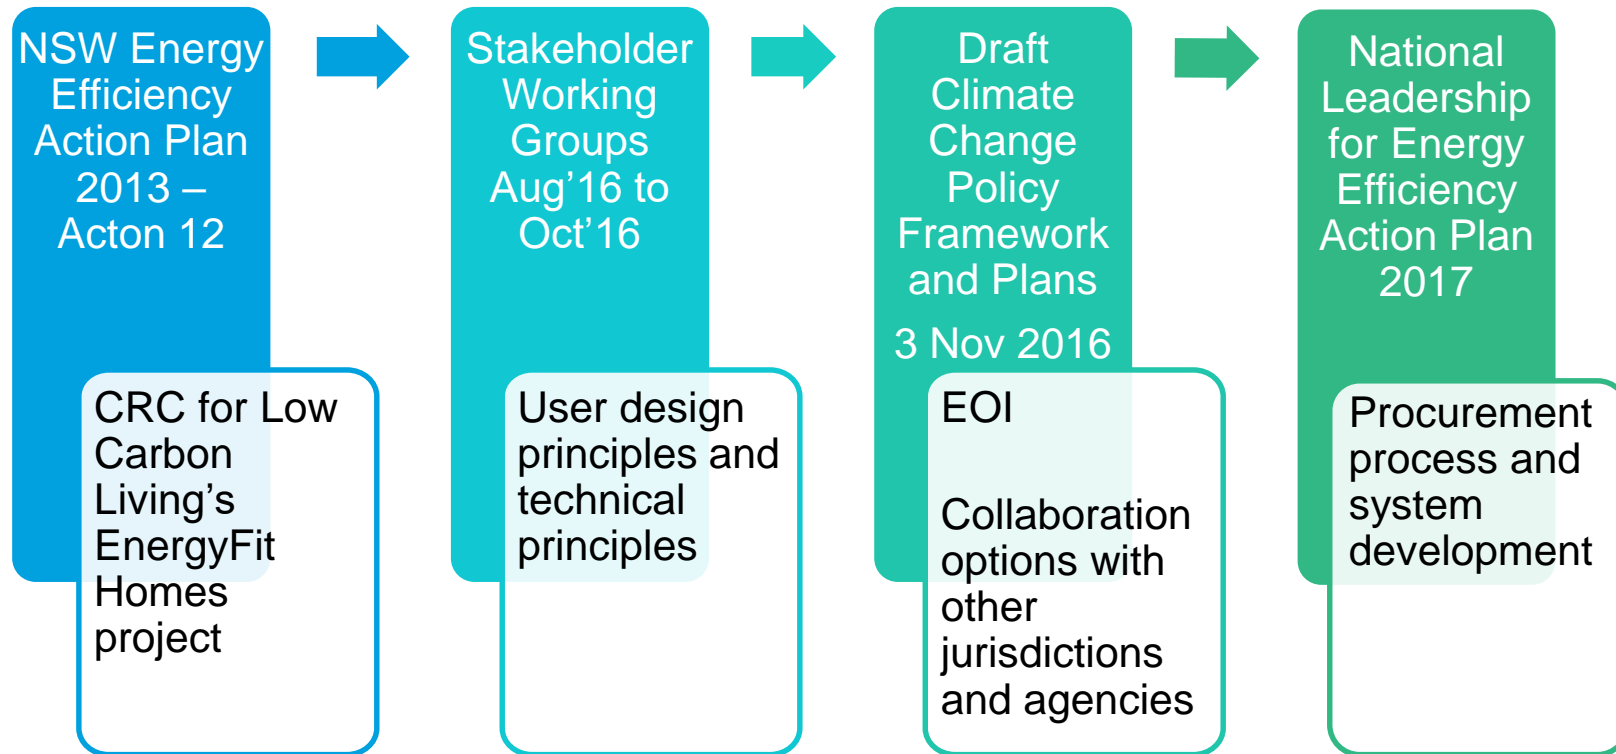 NSW Energy
Efficiency
Action Plan
2013 –
Acton 12
CRC for Low
Carbon
Living’s
EnergyFit
Homes
project
Stakeholder
Working
Groups
Aug’16 to
Oct’16
User design
principles and
technical
principles
Draft
Climate
Change
Policy
Framework
and Plans
3 Nov 2016
EOI
Collaboration
options with
other
jurisdictions
and agencies
National
Leadership
for Energy
Efficiency
Action Plan
2017
Procurement
process and
system
development